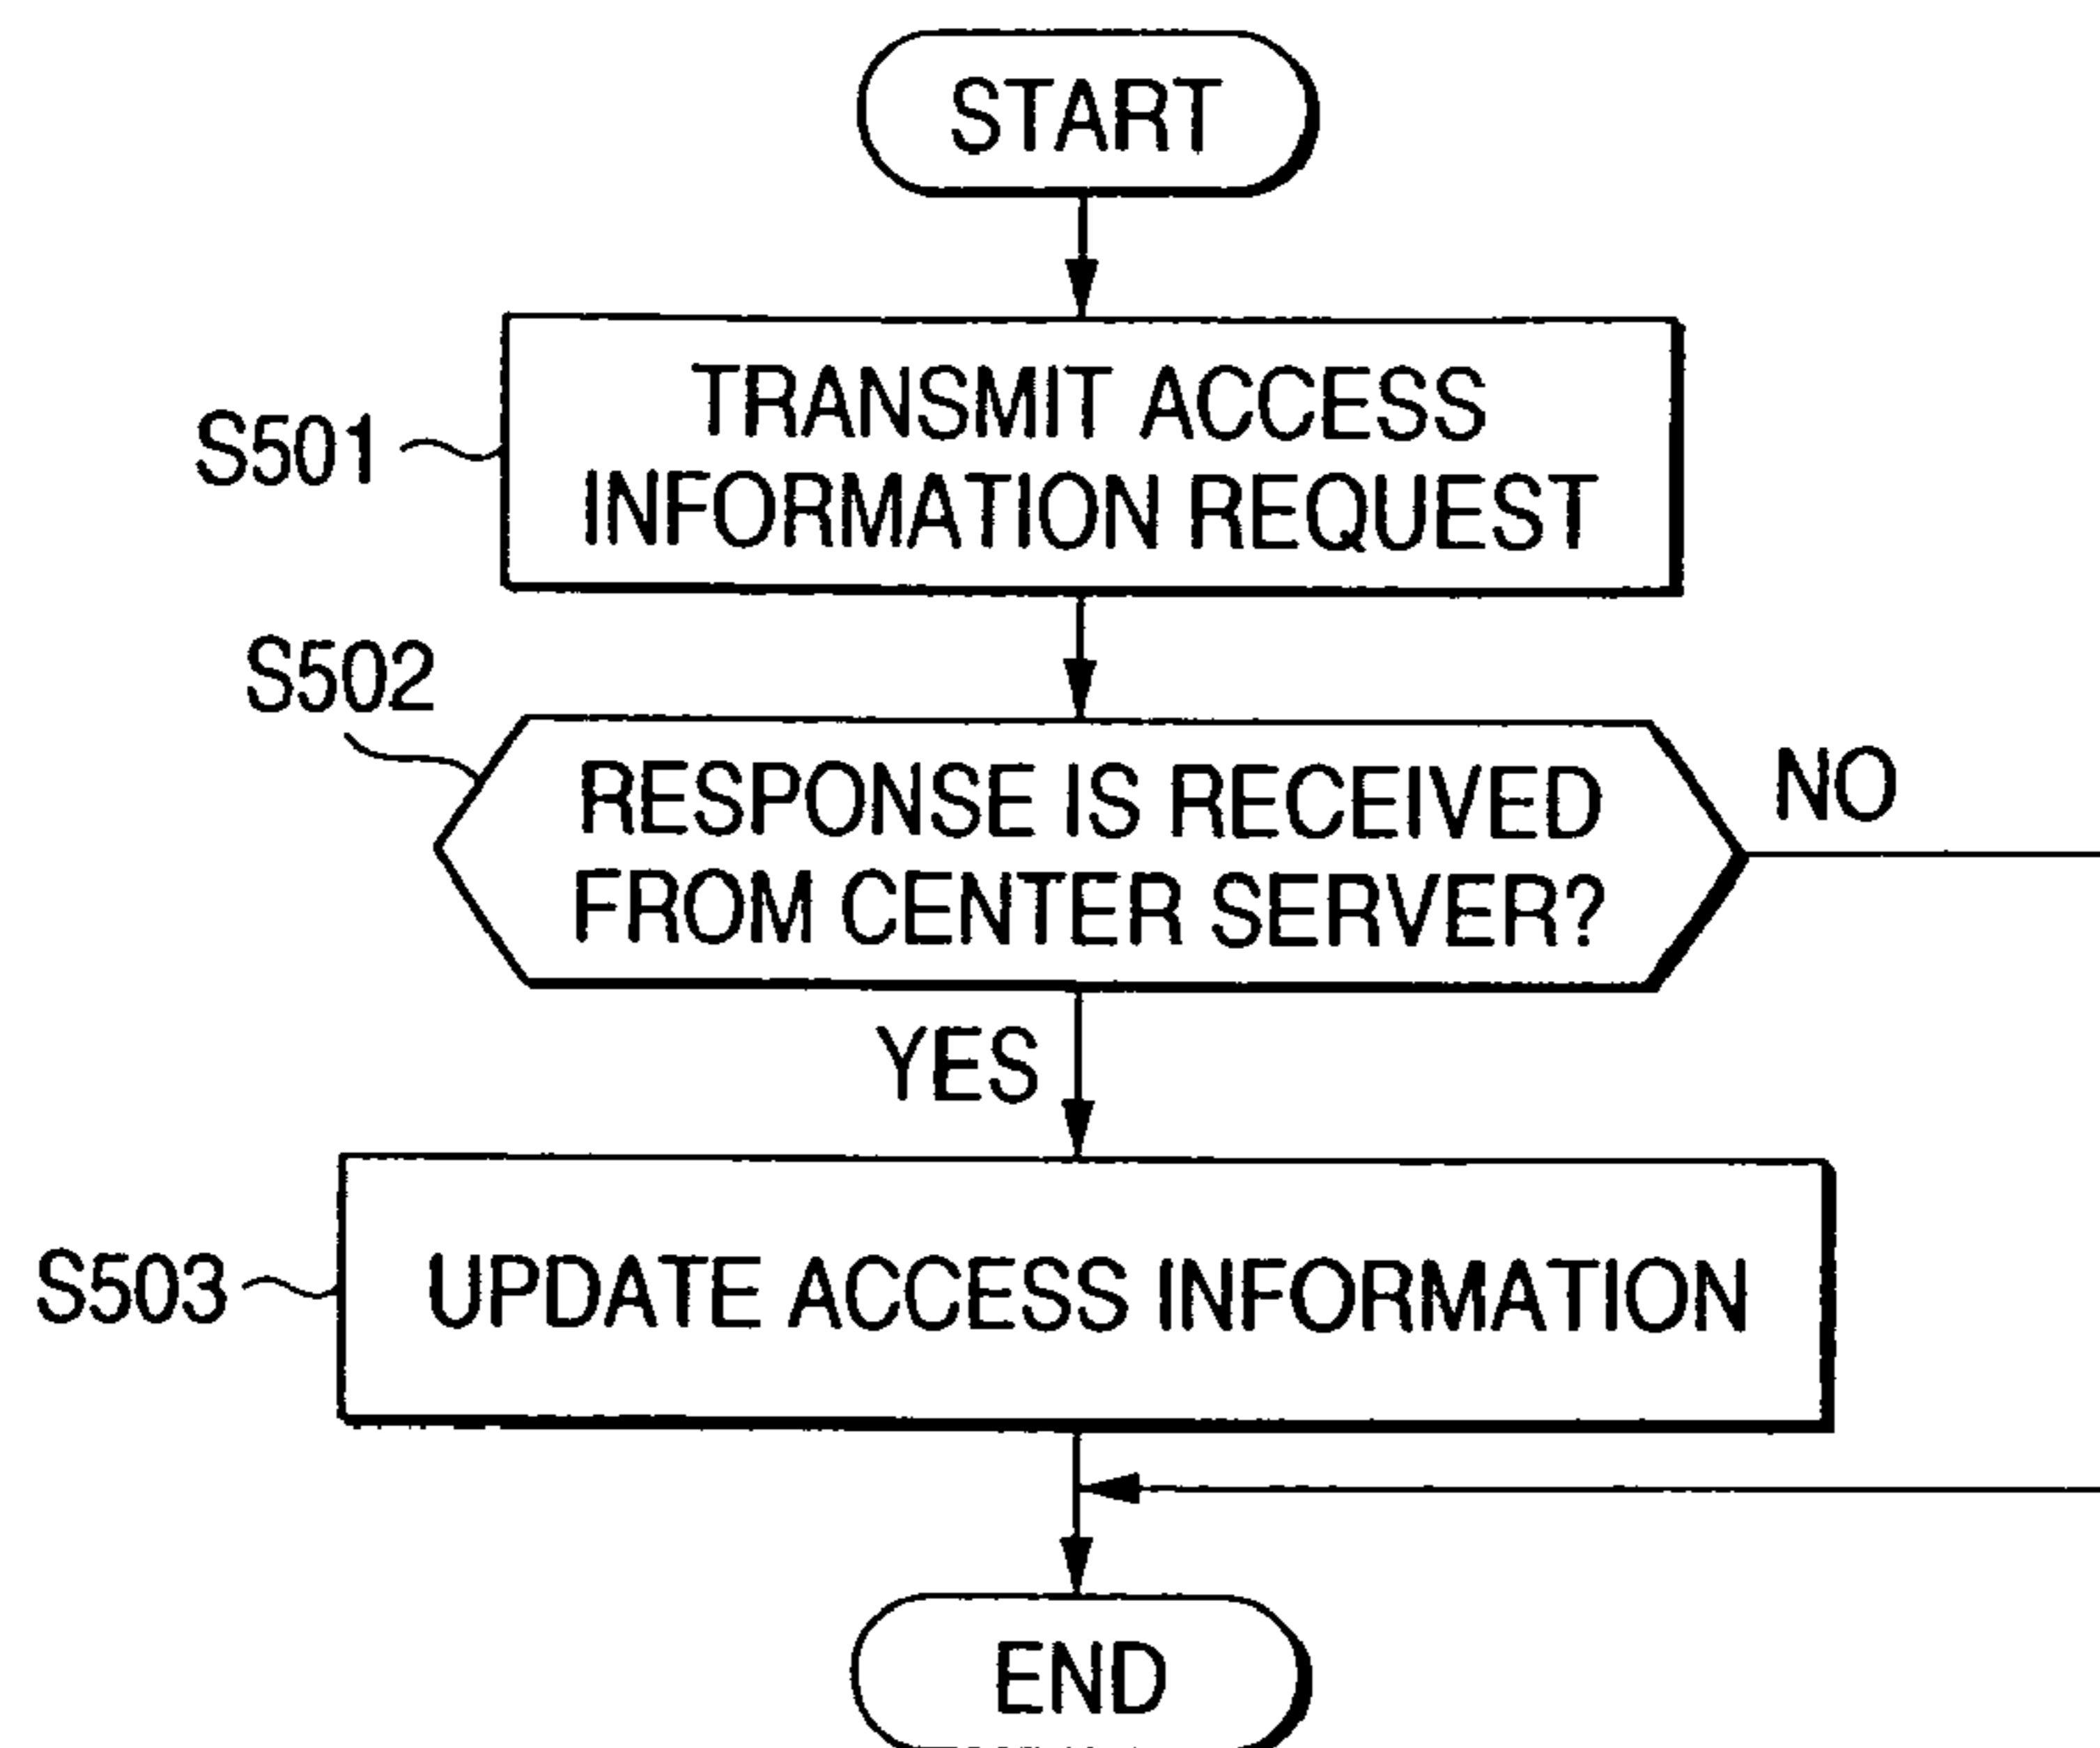 START
S501
TRANSMIT ACCESS
INFORMATION REQUEST
S502
RESPONSE IS RECEIVED
FROM CENTER SERVER?
NO
YES
S503
UPDATE ACCESS INFORMATION
END